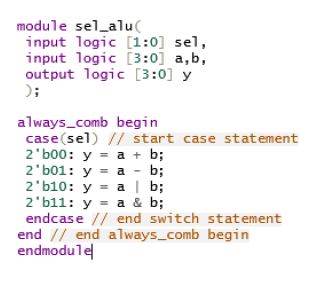 module sel_alu(
input logic [1:0] sel,
input logic [3:0] a,b,
output logic [3:0] y
);
always_comb begin
case(sel) // start case statement
2'b00: y = a + b;
2'b01: y = a - b;
2'b10: y = a | b;
2'b11: y = a & b;
endcase // end switch statement
end // end always_comb begin
endmodule